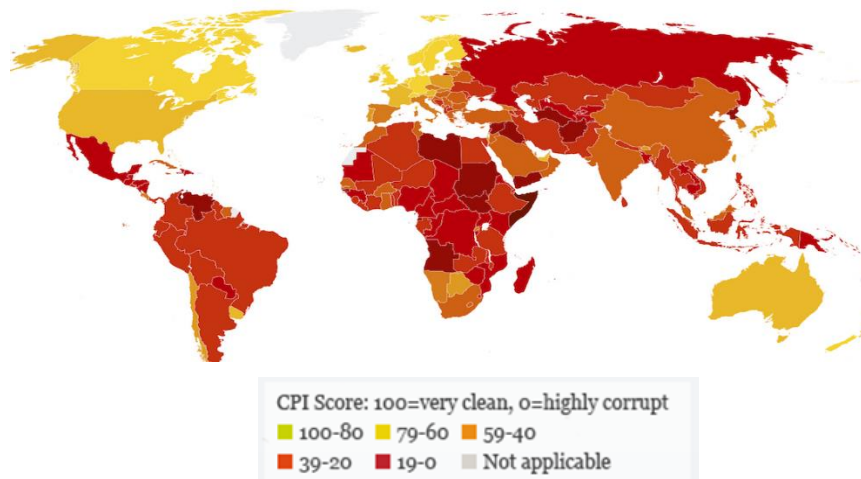 CPI Score: 100=very clean, 0=highly corrupt
100-80 79-60 59-40
39-20 19-0 Not applicable